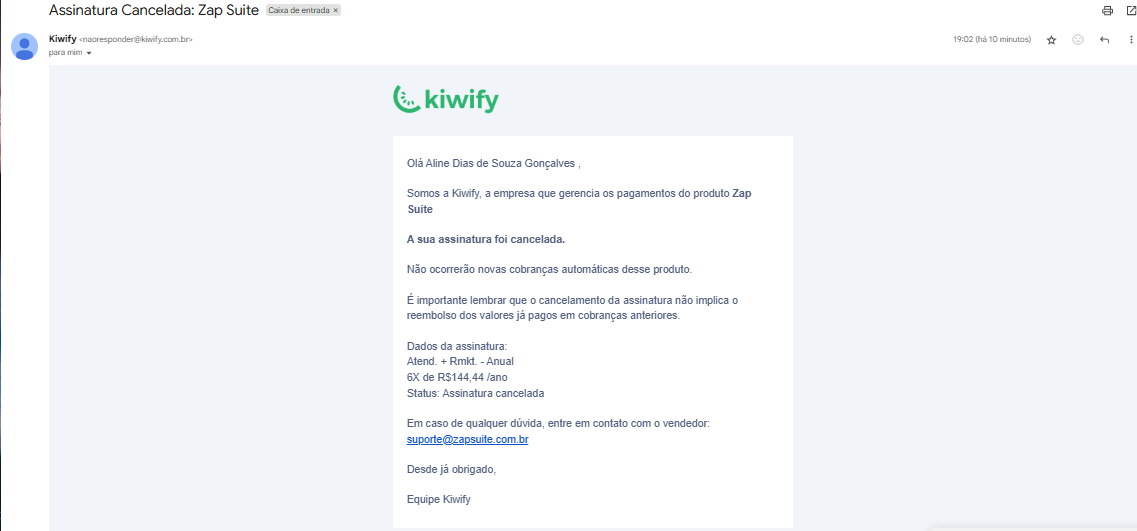 Assinatura Cancelada: Zap Suite Caixa de entrada ×
Kiwify <naoresponder@kiwify.com.br>
19:02 (há 10 minutos)
para mim
kiwify
Olá Aline Dias de Souza Gonçalves ,
Somos a Kiwify, a empresa que gerencia os pagamentos do produto Zap
Suite
A sua assinatura foi cancelada.
Não ocorrerão novas cobranças automáticas desse produto.
É importante lembrar que o cancelamento da assinatura não implica o
reembolso dos valores já pagos em cobranças anteriores.
Dados da assinatura:
Atend. + Rmkt. - Anual
6X de R$144,44 /ano
Status: Assinatura cancelada
Em caso de qualquer dúvida, entre em contato com o vendedor:
suporte@zapsuite.com.br
Desde já obrigado,
Equipe Kiwify